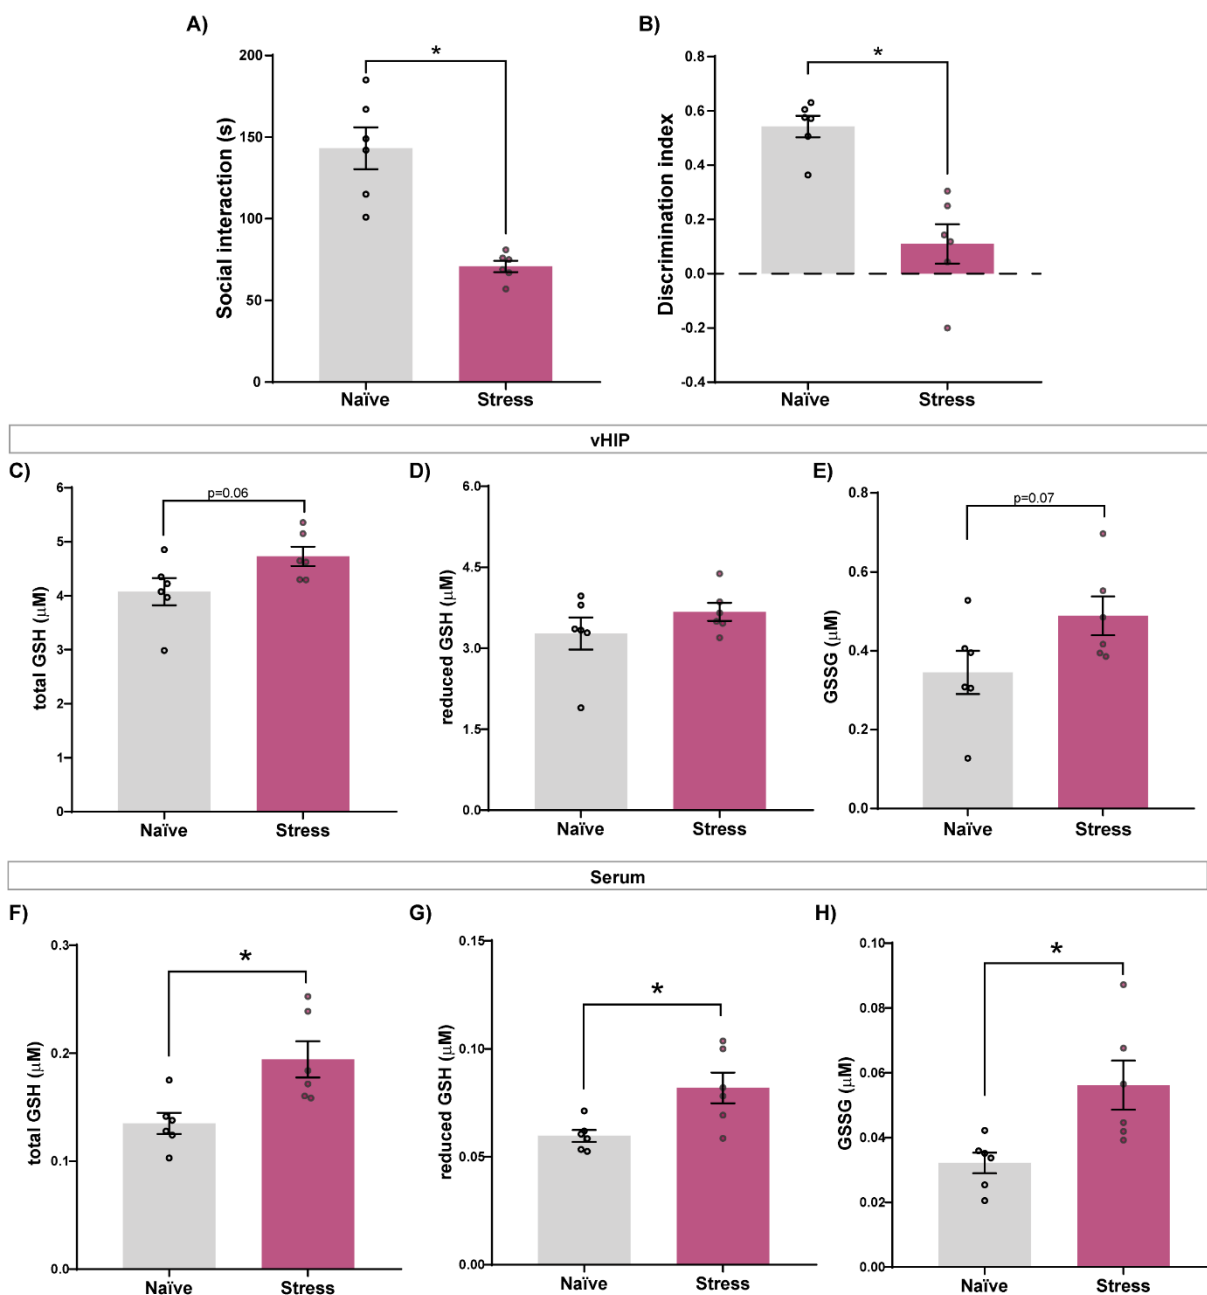 A)
Social interaction (s)
200
150
100
50
0
*
Naïve
Stress
B)
Discrimination index
0.8
0.6
0.4
0.2
0.0
-0.2
-0.4
*
Naïve
Stress
vHIP
C)
total GSH (μM)
6
5
4
3
2
1
0
p=0.06
Naïve
Stress
D)
reduced GSH (μM)
6.0
4.5
3.0
1.5
0.0
Naïve
Stress
E)
GSSG (μM)
0.8
0.6
0.4
0.2
0.0
p=0.07
Naïve
Stress
Serum
F)
total GSH (μM)
0.3
0.2
0.1
0.0
*
Naïve
Stress
G)
reduced GSH (μM)
0.15
0.10
0.05
0.00
*
Naïve
Stress
H)
GSSG (μM)
0.10
0.08
0.06
0.04
0.02
0.00
*
Naïve
Stress